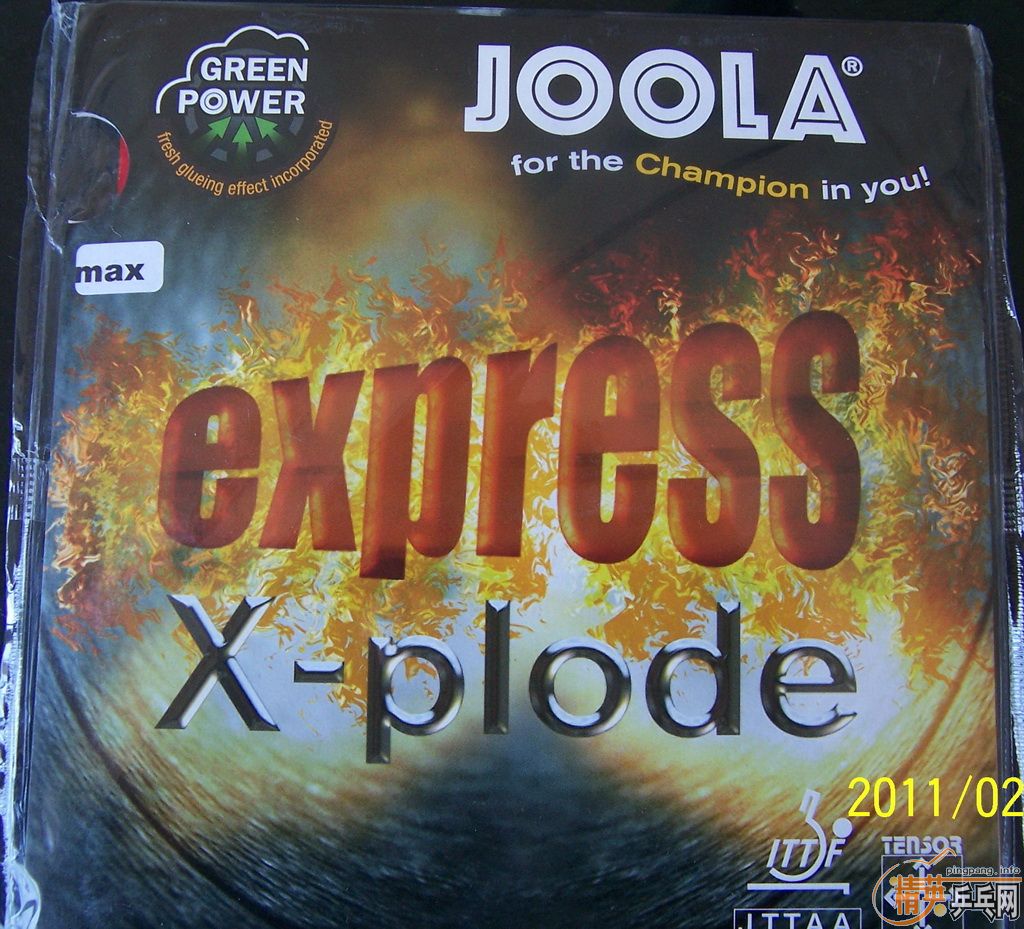 GREEN
POWER
fresh glueing effect incorporated
JOOLA®
for the Champion in you!
max
express
X-plode
2011/02
ITTF
TENSOR
JTTAA
pingpang.info
精英乒乓网